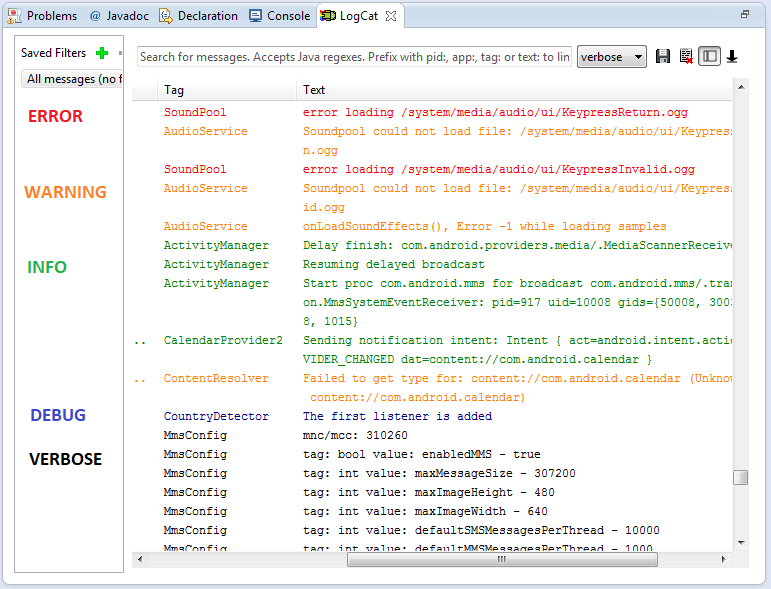 Problems @ Javadoc Declaration Console LogCat
Saved Filters
All messages (no f
Search for messages. Accepts Java regexes. Prefix with pid:, app:, tag: or text: to lin
verbose
ERROR
WARNING
INFO
DEBUG
VERBOSE
Tag Text
SoundPool error loading /system/media/audio/ui/KeypressReturn.ogg
AudioService Soundpool could not load file: /system/media/audio/ui/Keypres
n.ogg
SoundPool error loading /system/media/audio/ui/KeypressInvalid.ogg
AudioService Soundpool could not load file: /system/media/audio/ui/Keypres
id.ogg
AudioService onLoadSoundEffects(), Error -1 while loading samples
ActivityManager Delay finish: com.android.providers.media/.MediaScannerReceive
ActivityManager Resuming delayed broadcast
ActivityManager Start proc com.android.mms for broadcast com.android.mms/.tran
on.MmsSystemEventReceiver: pid=917 uid=10008 gids={50008, 3003
8, 1015}
.. CalendarProvider2 Sending notification intent: Intent { act=android.intent.actio
VIDER_CHANGED dat=content://com.android.calendar }
.. ContentResolver Failed to get type for: content://com.android.calendar (Unknow
content://com.android.calendar)
CountryDetector The first listener is added
MmsConfig mnc/mcc: 310260
MmsConfig tag: bool value: enabledMMS - true
MmsConfig tag: int value: maxMessageSize - 307200
MmsConfig tag: int value: maxImageHeight - 480
MmsConfig tag: int value: maxImageWidth - 640
MmsConfig tag: int value: defaultSMSMessagesPerThread - 10000
MmsConfig tag: int value: defaultMMSMessagesPerThread - 1000